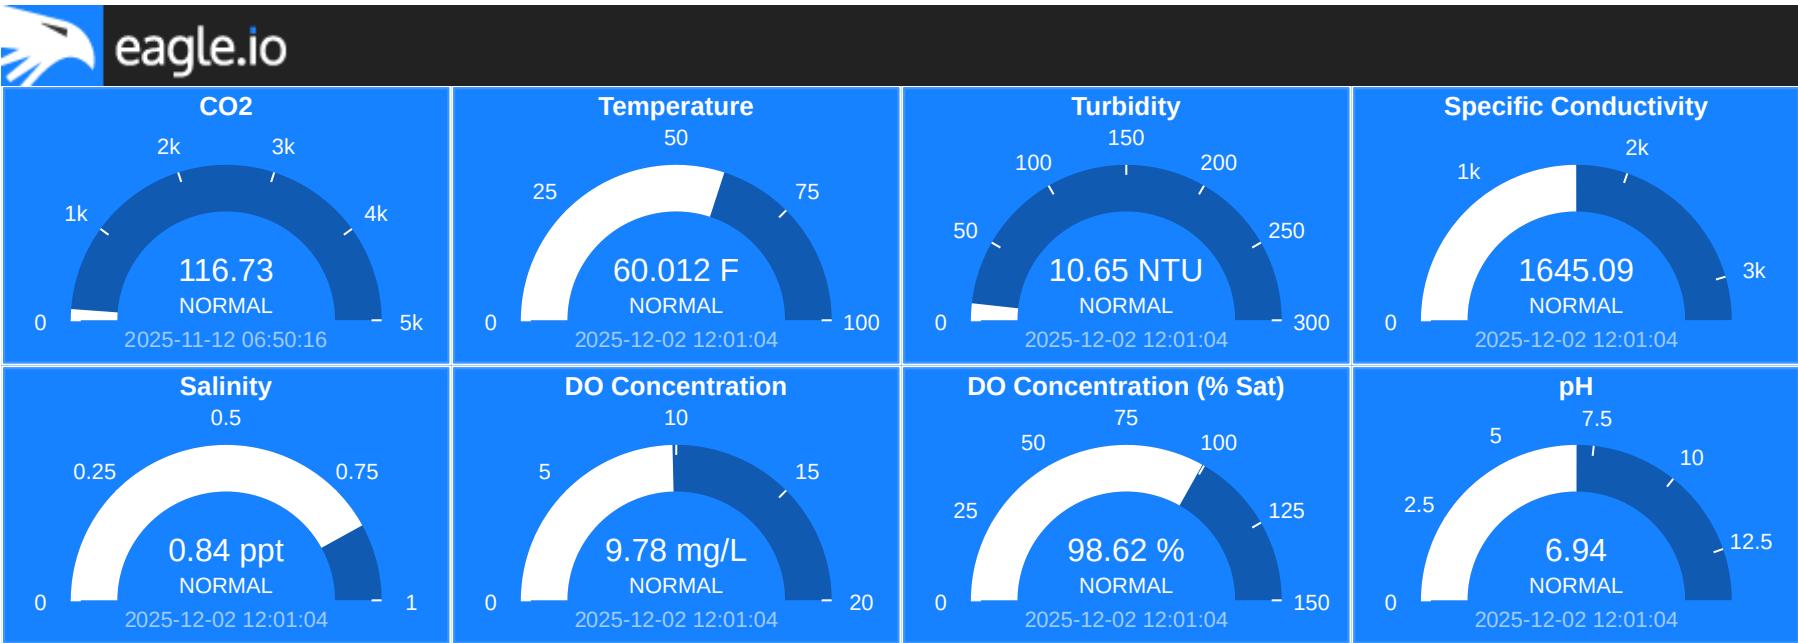 eagle.io
CO2
2k 3k
1k 4k
116.73
NORMAL
0 5k
2025-11-12 06:50:16
Temperature
50
25 75
60.012 F
NORMAL
0 100
2025-12-02 12:01:04
Turbidity
150
100 200
50 250
10.65 NTU
NORMAL
0 300
2025-12-02 12:01:04
Specific Conductivity
2k
1k
1645.09
3k
NORMAL
0
2025-12-02 12:01:04
Salinity
0.5
0.25 0.75
0.84 ppt
NORMAL
0 1
2025-12-02 12:01:04
DO Concentration
10
5 15
9.78 mg/L
NORMAL
0 20
2025-12-02 12:01:04
DO Concentration (% Sat)
75
50 100
25 125
98.62 %
NORMAL
0 150
2025-12-02 12:01:04
pH
7.5
5 10
2.5
12.5
6.94
NORMAL
0
2025-12-02 12:01:04